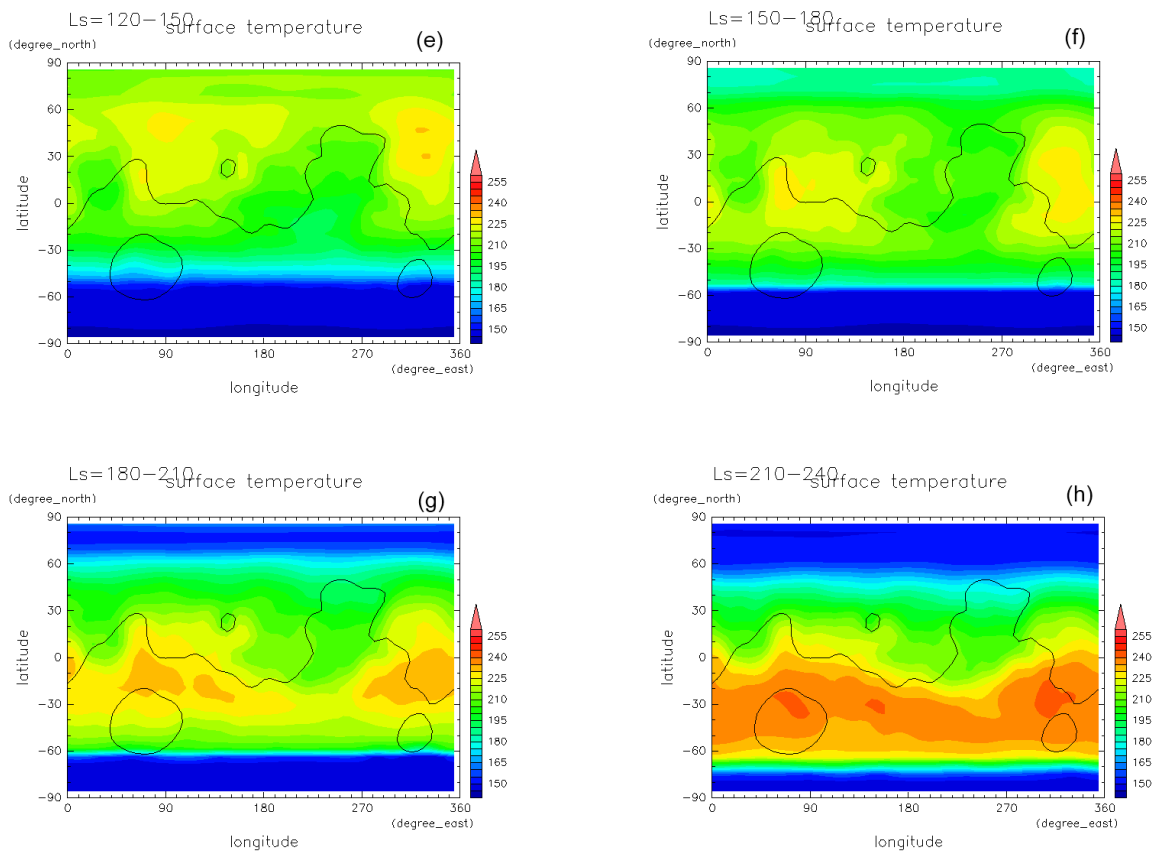 Ls=120−150 surface temperature (e)
(degree_north)
90
60
30
0
−30
−60
−90
latitude
0 90 180 270 360
(degree_east)
longitude
255
240
225
210
195
180
165
150
Ls=150−180 surface temperature (f)
(degree_north)
90
60
30
0
−30
−60
−90
latitude
0 90 180 270 360
(degree_east)
longitude
255
240
225
210
195
180
165
150
Ls=180−210 surface temperature (g)
(degree_north)
90
60
30
0
−30
−60
−90
latitude
0 90 180 270 360
(degree_east)
longitude
255
240
225
210
195
180
165
150
Ls=210−240 surface temperature (h)
(degree_north)
90
60
30
0
−30
−60
−90
latitude
0 90 180 270 360
(degree_east)
longitude
255
240
225
210
195
180
165
150